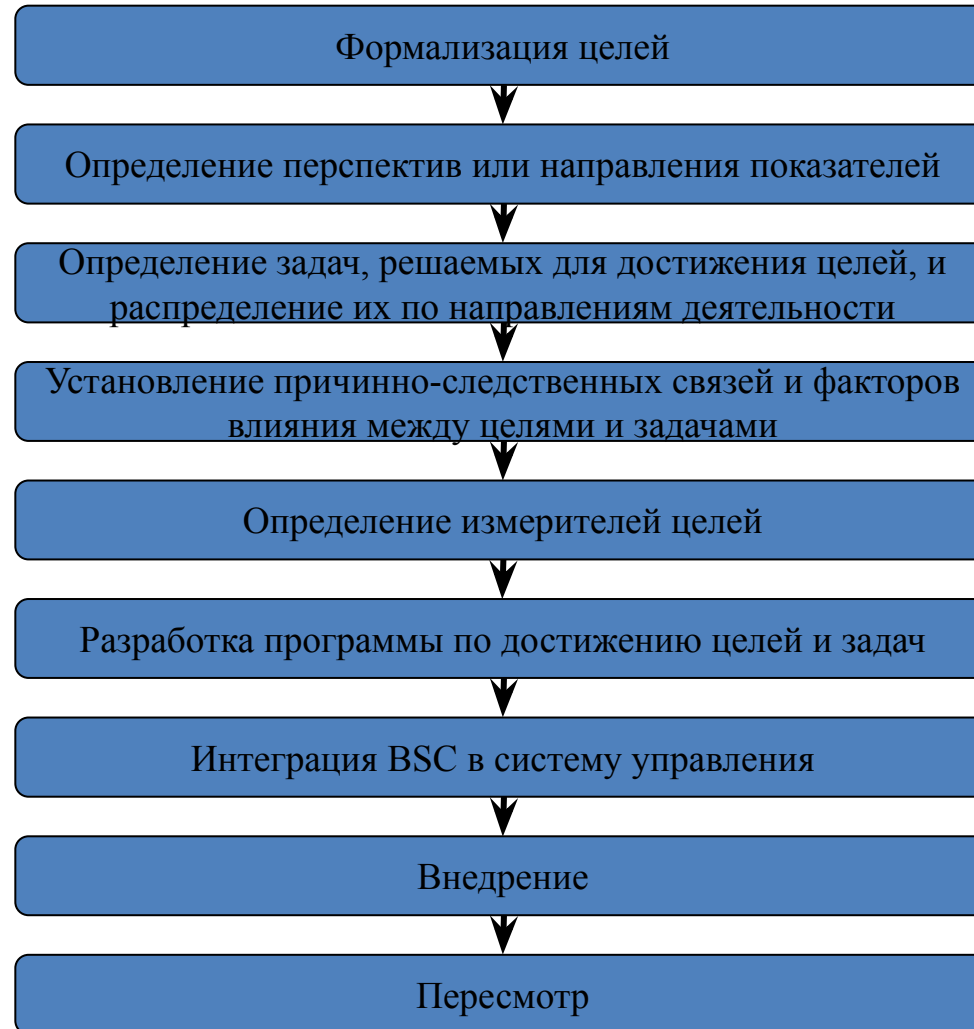 Формализация целей
Определение перспектив или направления показателей
Определение задач, решаемых для достижения целей, и
распределение их по направлениям деятельности
Установление причинно-следственных связей и факторов
влияния между целями и задачами
Определение измерителей целей
Разработка программы по достижению целей и задач
Интеграция BSC в систему управления
Внедрение
Пересмотр